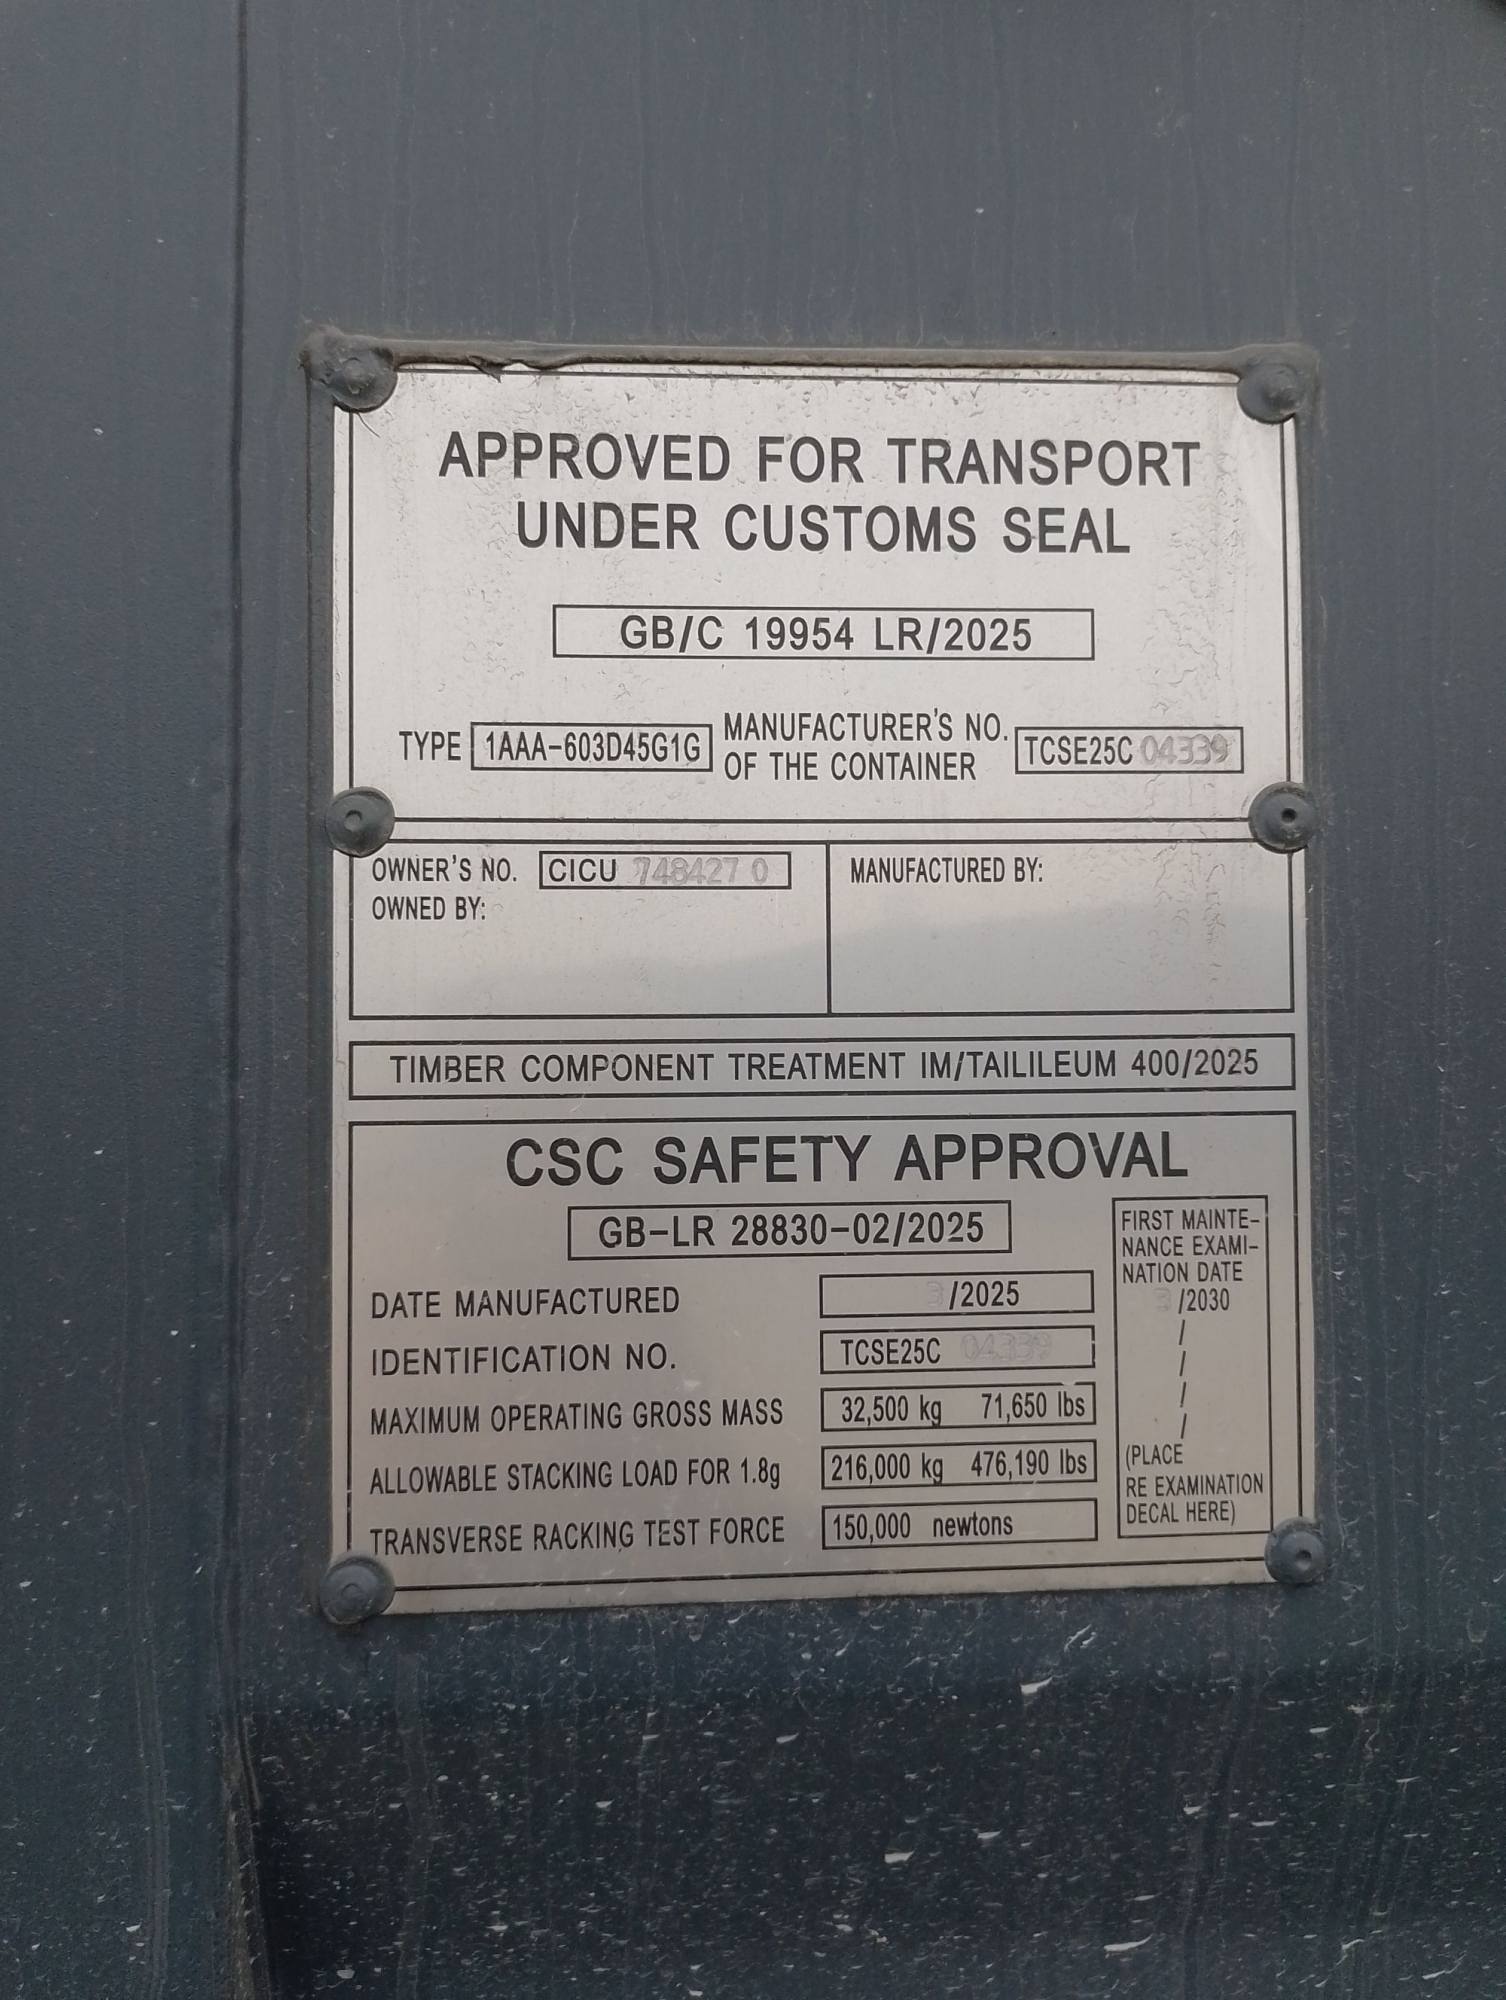 APPROVED FOR TRANSPORT
UNDER CUSTOMS SEAL
GB/C 19954 LR/2025
TYPE 1AAA-603D45G1G
MANUFACTURER'S NO.
OF THE CONTAINER
TCSE25C 04339
OWNER'S NO. CICU 748427 0
OWNED BY:
MANUFACTURED BY:
TIMBER COMPONENT TREATMENT IM/TAILILEUM 400/2025
CSC SAFETY APPROVAL
GB-LR 28830-02/2025
DATE MANUFACTURED 3/2025
IDENTIFICATION NO. TCSE25C 04339
MAXIMUM OPERATING GROSS MASS 32,500 kg 71,650 lbs
ALLOWABLE STACKING LOAD FOR 1.8g 216,000 kg 476,190 lbs
TRANSVERSE RACKING TEST FORCE 150,000 newtons
FIRST MAINTE-
NANCE EXAMI-
NATION DATE
3/2030
/
/
/
/
(PLACE
RE EXAMINATION
DECAL HERE)